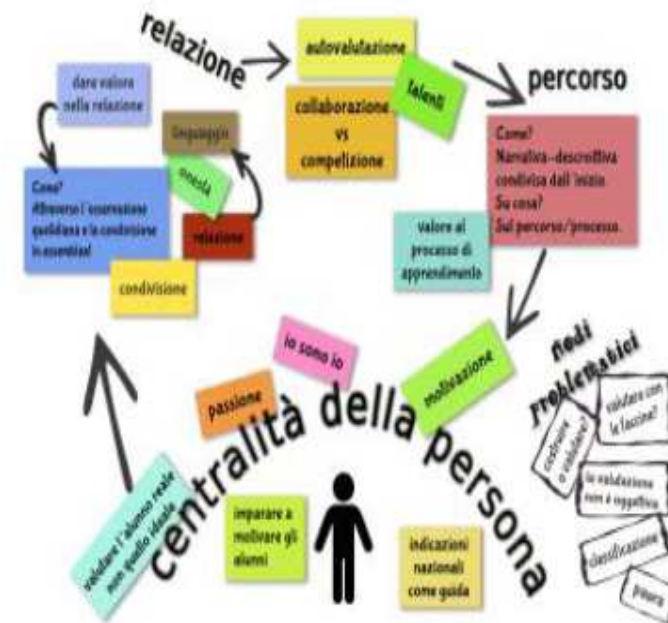 relazione
autovalutazione
talenti
percorso
dare valore
nella relazione
linguaggio
onestà
collaborazione
vs
competizione
Come?
Narrativa-descrittiva
condivisa dall'inizio.
Su cosa?
Sul percorso/processo.
Come?
Attraverso l'osservazione
quotidiana e la condivisione
in assemblea!
relazione
condivisione
valore al
processo di
apprendimento
io sono io
passione
motivazione
nodi
problematici
valutare con
le faccine?
costruire
o valutare?
la valutazione
non è oggettiva
classificazione
paura
centralità della persona
valutare l'alunno reale
non quello ideale
imparare a
motivare gli
alunni
indicazioni
nazionali
come guida